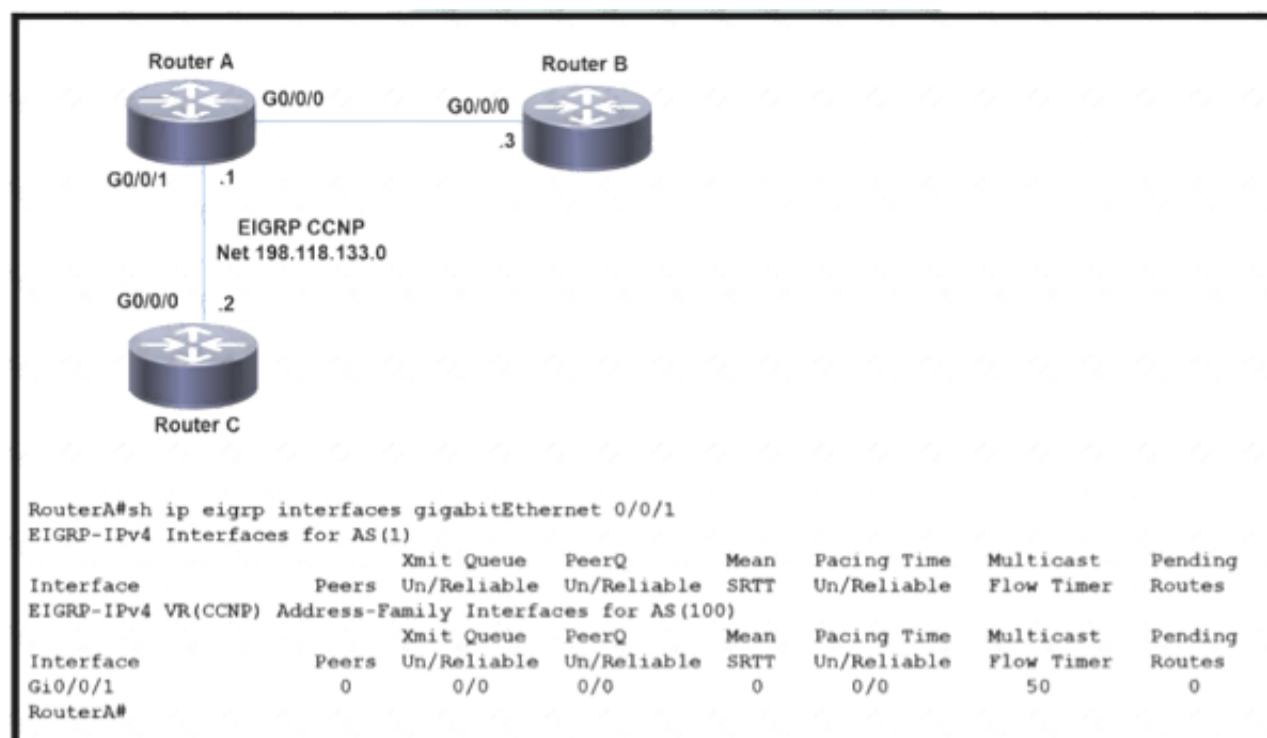 Router A
Router B
G0/0/0
G0/0/0
.3
G0/0/1
.1
EIGRP CCNP
Net 198.118.133.0
G0/0/0
.2
Router C
RouterA#sh ip eigrp interfaces gigabitEthernet 0/0/1
EIGRP-IPv4 Interfaces for AS(1)
Xmit Queue PeerQ Mean Pacing Time Multicast Pending
Interface Peers Un/Reliable Un/Reliable SRTT Un/Reliable Flow Timer Routes
EIGRP-IPv4 VR(CCNP) Address-Family Interfaces for AS(100)
Xmit Queue PeerQ Mean Pacing Time Multicast Pending
Interface Peers Un/Reliable Un/Reliable SRTT Un/Reliable Flow Timer Routes
Gi0/0/1 0 0/0 0/0 0 0/0 50 0
RouterA#